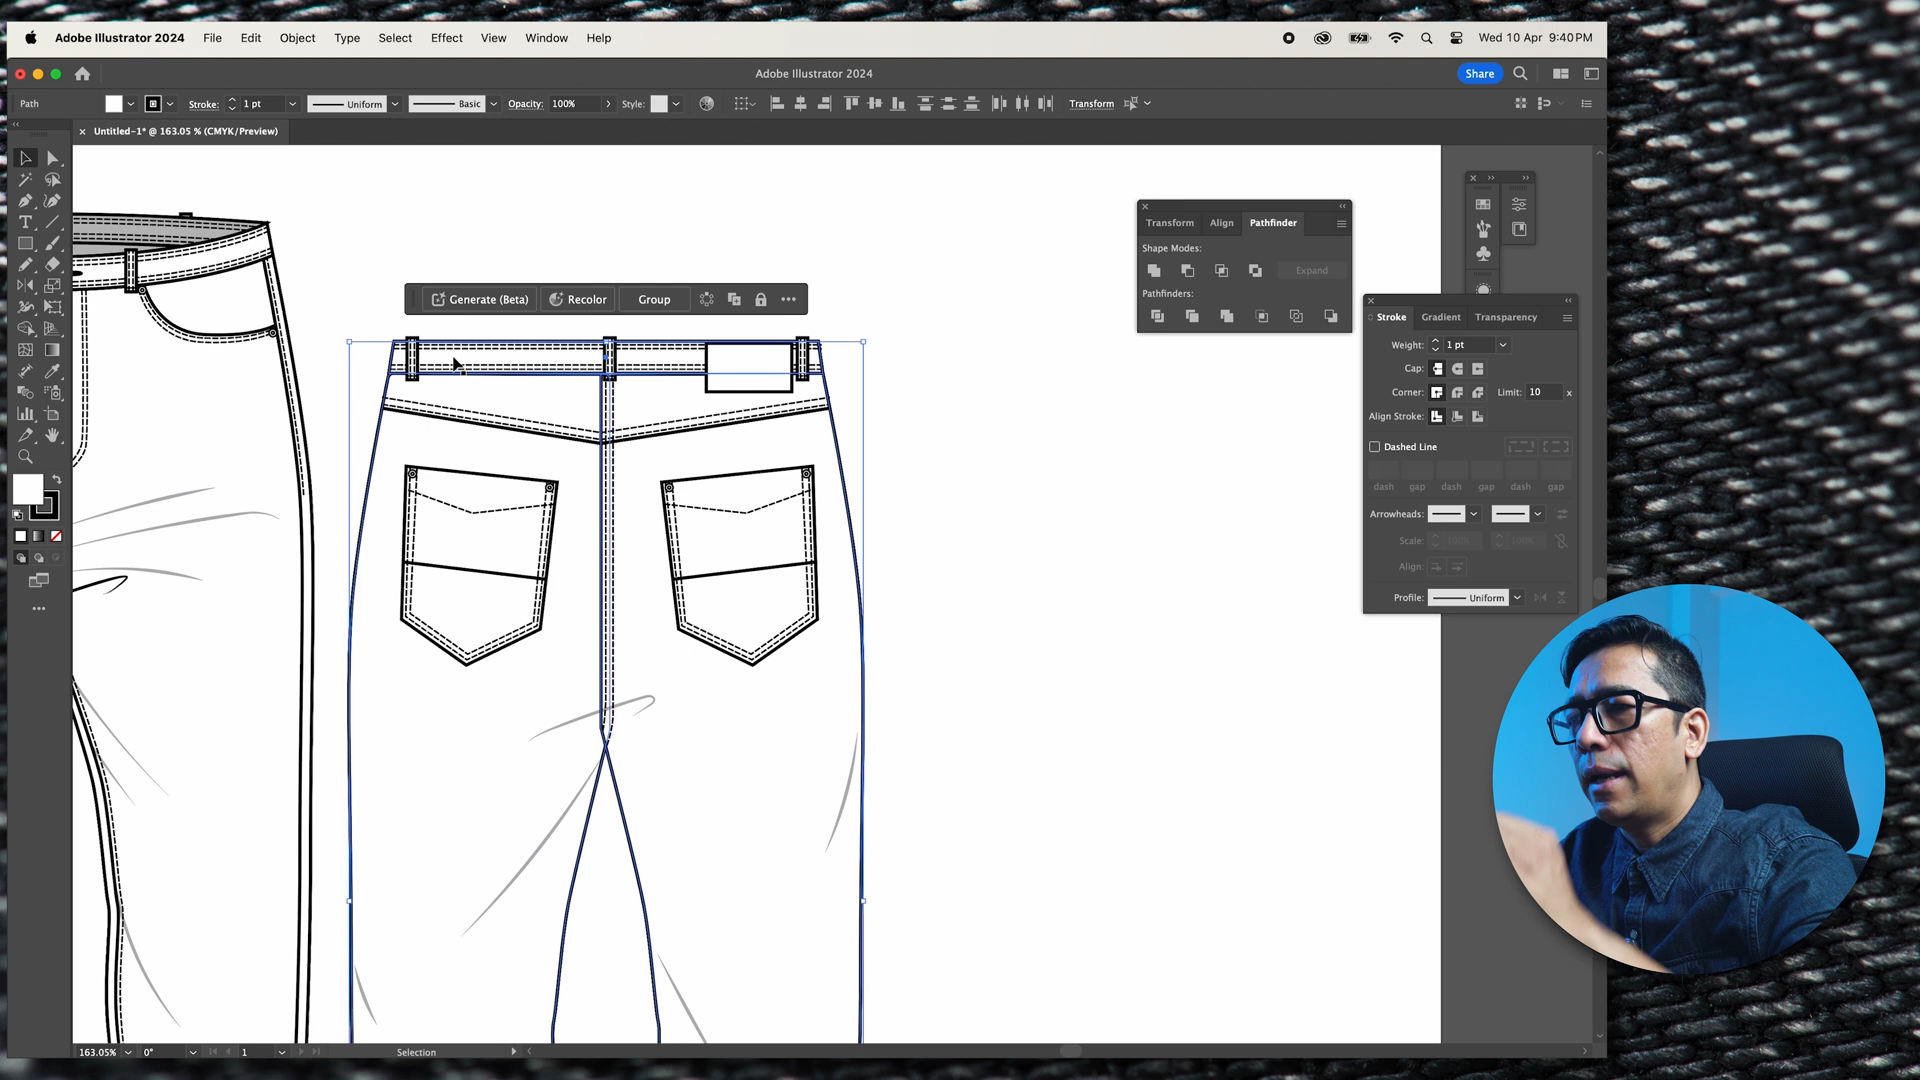 Adobe Illustrator 2024 File Edit Object Type Select Effect View Window Help Wed 10 Apr 9:40 PM
Adobe Illustrator 2024 Share
Path Stroke: 1 pt Uniform Basic Opacity: 100% Style: Transform
× Untitled-1* @ 163.05 % (CMYK/Preview)
Transform Align Pathfinder
Shape Modes:
Expand
Pathfinders:
Generate (Beta) Recolor Group
Stroke Gradient Transparency
Weight: 1 pt
Cap:
Corner: Limit: 10 x
Align Stroke:
Dashed Line
dash gap dash gap dash gap
Arrowheads:
Scale: 100% 100%
Align:
Profile: Uniform
163.05% 0° 1 Selection